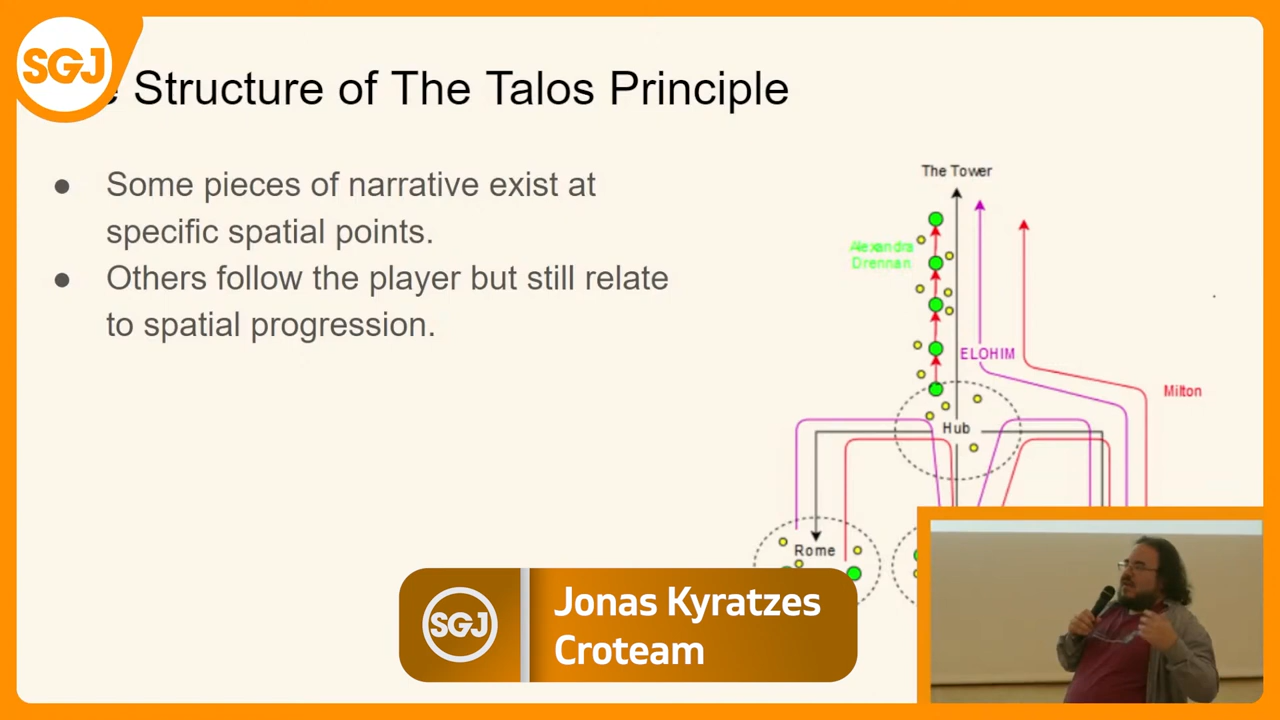 SGJ
Structure of The Talos Principle
● Some pieces of narrative exist at
specific spatial points.
● Others follow the player but still relate
to spatial progression.
The Tower
Alexandra
Drennan
ELOHIM
Milton
Hub
Rome
SGJ
Jonas Kyratzes
Croteam